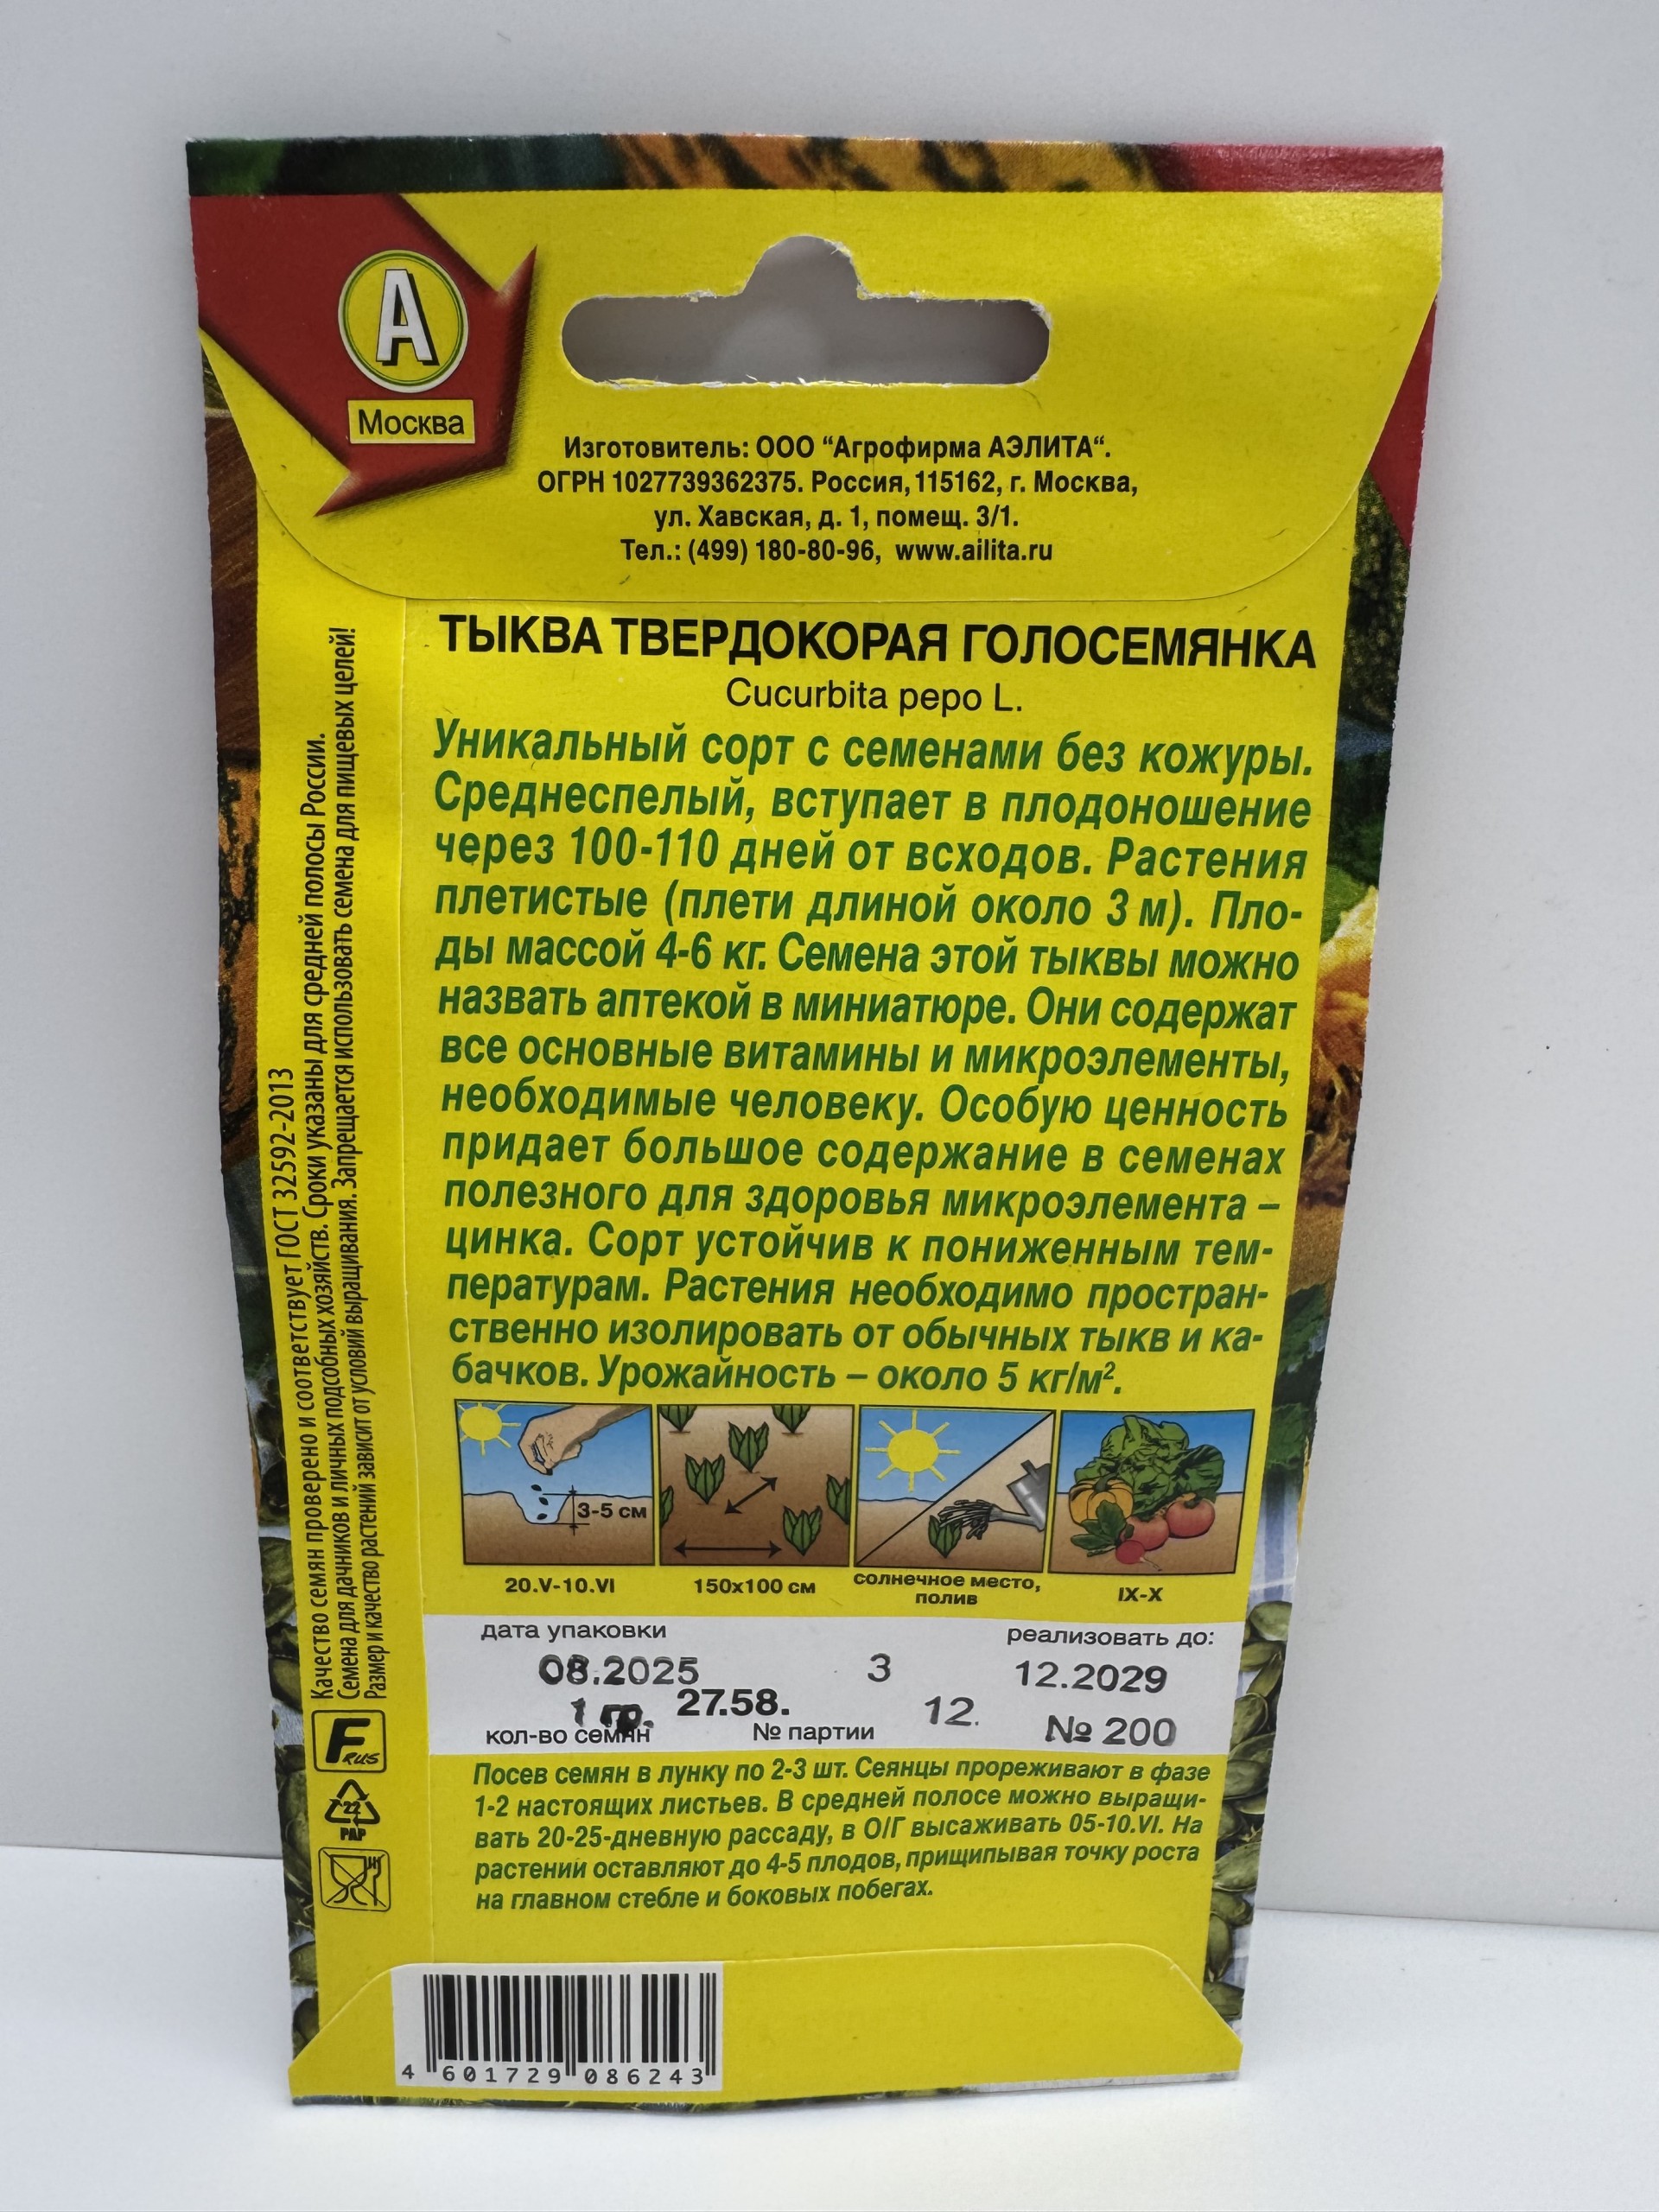 А
Москва
Изготовитель: ООО “Агрофирма АЭЛИТА“.
ОГРН 1027739362375. Россия, 115162, г. Москва,
ул. Хавская, д. 1, помещ. 3/1.
Тел.: (499) 180-80-96, www.ailita.ru
ТЫКВА ТВЕРДОКОРАЯ ГОЛОСЕМЯНКА
Cucurbita pepo L.
Уникальный сорт с семенами без кожуры.
Среднеспелый, вступает в плодоношение
через 100-110 дней от всходов. Растения
плетистые (плети длиной около 3 м). Пло-
ды массой 4-6 кг. Семена этой тыквы можно
назвать аптекой в миниатюре. Они содержат
все основные витамины и микроэлементы,
необходимые человеку. Особую ценность
придает большое содержание в семенах
полезного для здоровья микроэлемента –
цинка. Сорт устойчив к пониженным тем-
пературам. Растения необходимо простран-
ственно изолировать от обычных тыкв и ка-
бачков. Урожайность – около 5 кг/м².
3-5 см
20.V-10.VI
150х100 см
солнечное место,
полив
IX-X
дата упаковки
реализовать до:
08.2025
3
12.2029
1 гр.
27.58.
12.
№ 200
кол-во семян
№ партии
Посев семян в лунку по 2-3 шт. Сеянцы прореживают в фазе
1-2 настоящих листьев. В средней полосе можно выращи-
вать 20-25-дневную рассаду, в О/Г высаживать 05-10.VI. На
растении оставляют до 4-5 плодов, прищипывая точку роста
на главном стебле и боковых побегах.
Качество семян проверено и соответствует ГОСТ 32592-2013
Семена для дачников и личных подсобных хозяйств. Сроки указаны для средней полосы России.
Размер и качество растений зависит от условий выращивания. Запрещается использовать семена для пищевых целей!
F RUS
22
PAP
4 601729 086243